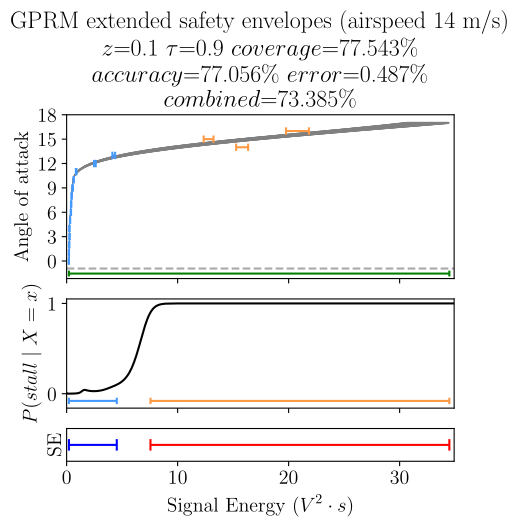 GPRM extended safety envelopes (airspeed 14 m/s)
z=0.1 τ=0.9 coverage=77.543%
accuracy=77.056% error=0.487%
combined=73.385%
18
15
12
9
6
3
0
Angle of attack
1
0
P(stall | X = x)
SE
0 10 20 30
Signal Energy (V² · s)